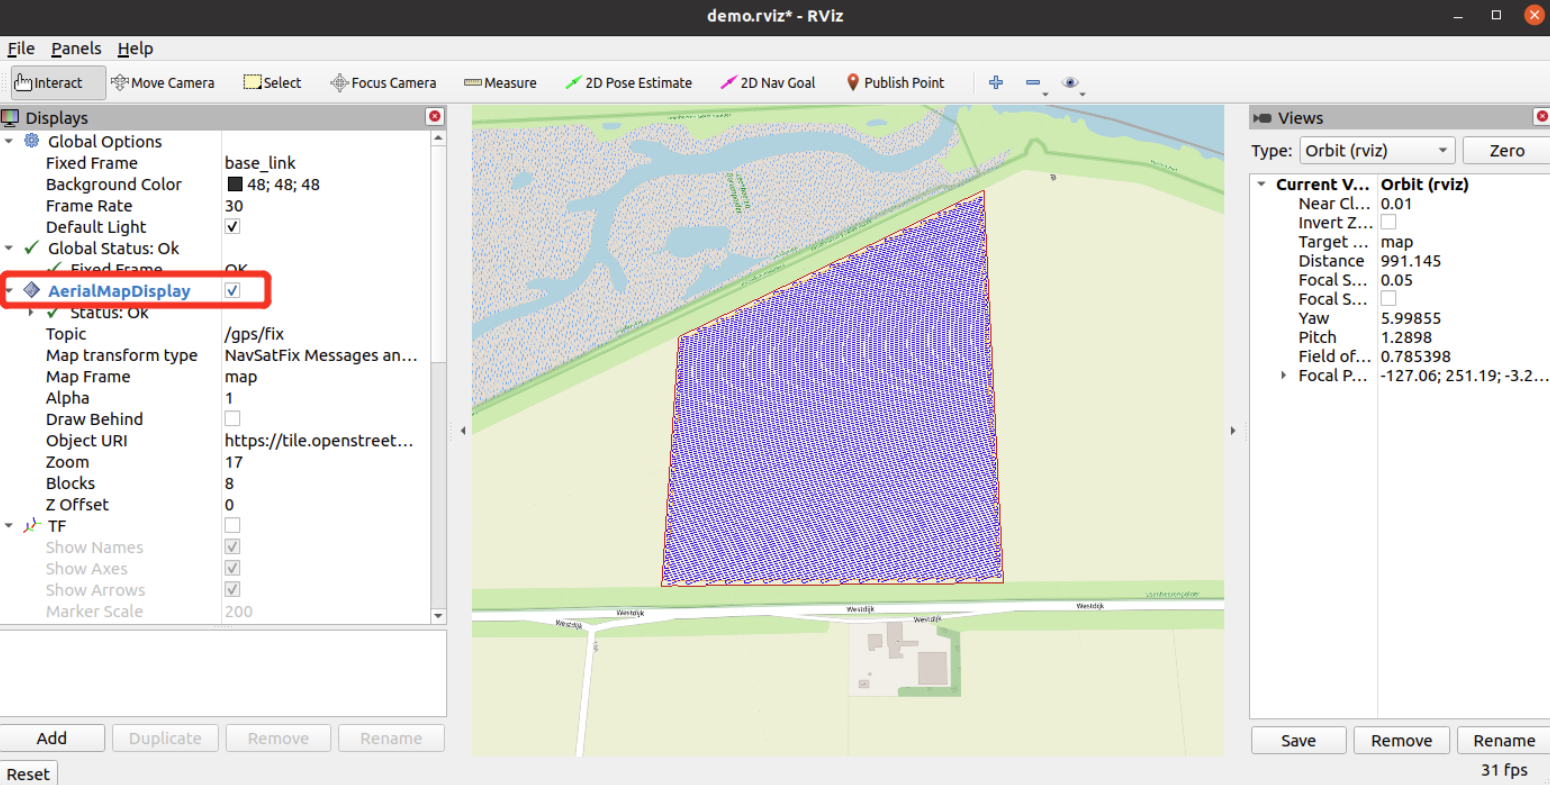 demo.rviz* - RViz
File Panels Help
Interact Move Camera Select Focus Camera Measure 2D Pose Estimate 2D Nav Goal Publish Point
Displays
Global Options
Fixed Frame base_link
Background Color 48; 48; 48
Frame Rate 30
Default Light
Global Status: Ok
Fixed Frame OK
AerialMapDisplay
Status: Ok
Topic /gps/fix
Map transform type NavSatFix Messages an...
Map Frame map
Alpha 1
Draw Behind
Object URI https://tile.openstreet...
Zoom 17
Blocks 8
Z Offset 0
TF
Show Names
Show Axes
Show Arrows
Marker Scale 200
Add Duplicate Remove Rename
Reset
Westdijk
Westdijk
Westdijk
Westdijk
Westdijk
Views
Type: Orbit (rviz) Zero
Current V... Orbit (rviz)
Near Cl... 0.01
Invert Z...
Target ... map
Distance 991.145
Focal S... 0.05
Focal S...
Yaw 5.99855
Pitch 1.2898
Field of... 0.785398
Focal P... -127.06; 251.19; -3.2...
Save Remove Rename
31 fps